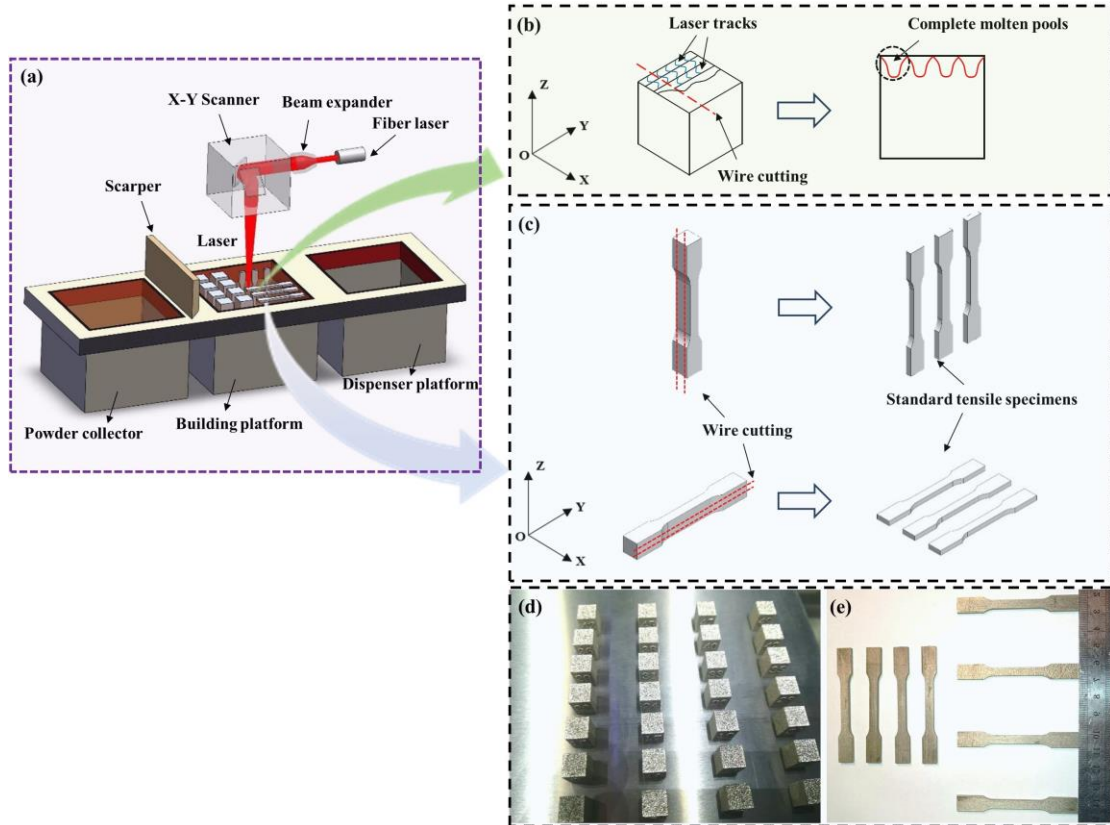 (a)
X-Y Scanner
Beam expander
Fiber laser
Scarper
Laser
Dispenser platform
Building platform
Powder collector
(b)
Laser tracks
Complete molten pools
Z
Y
O
X
Wire cutting
(c)
Standard tensile specimens
Wire cutting
Z
Y
O
X
(d)
(e)